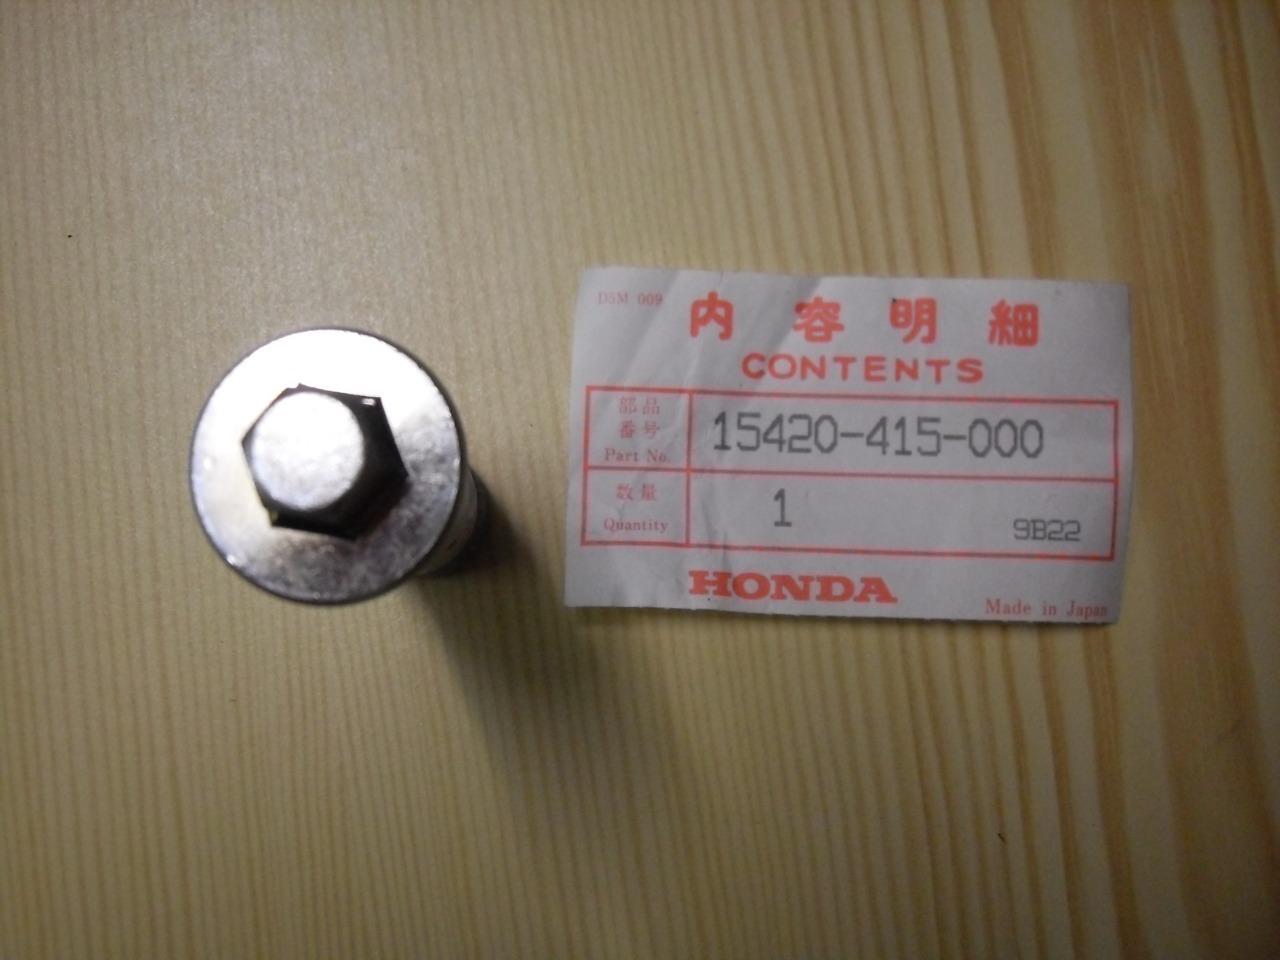 DSM 009
内容明細
CONTENTS
部品
番号
Part No.
15420-415-000
数量
Quantity
1
9B22
HONDA
Made in Japan